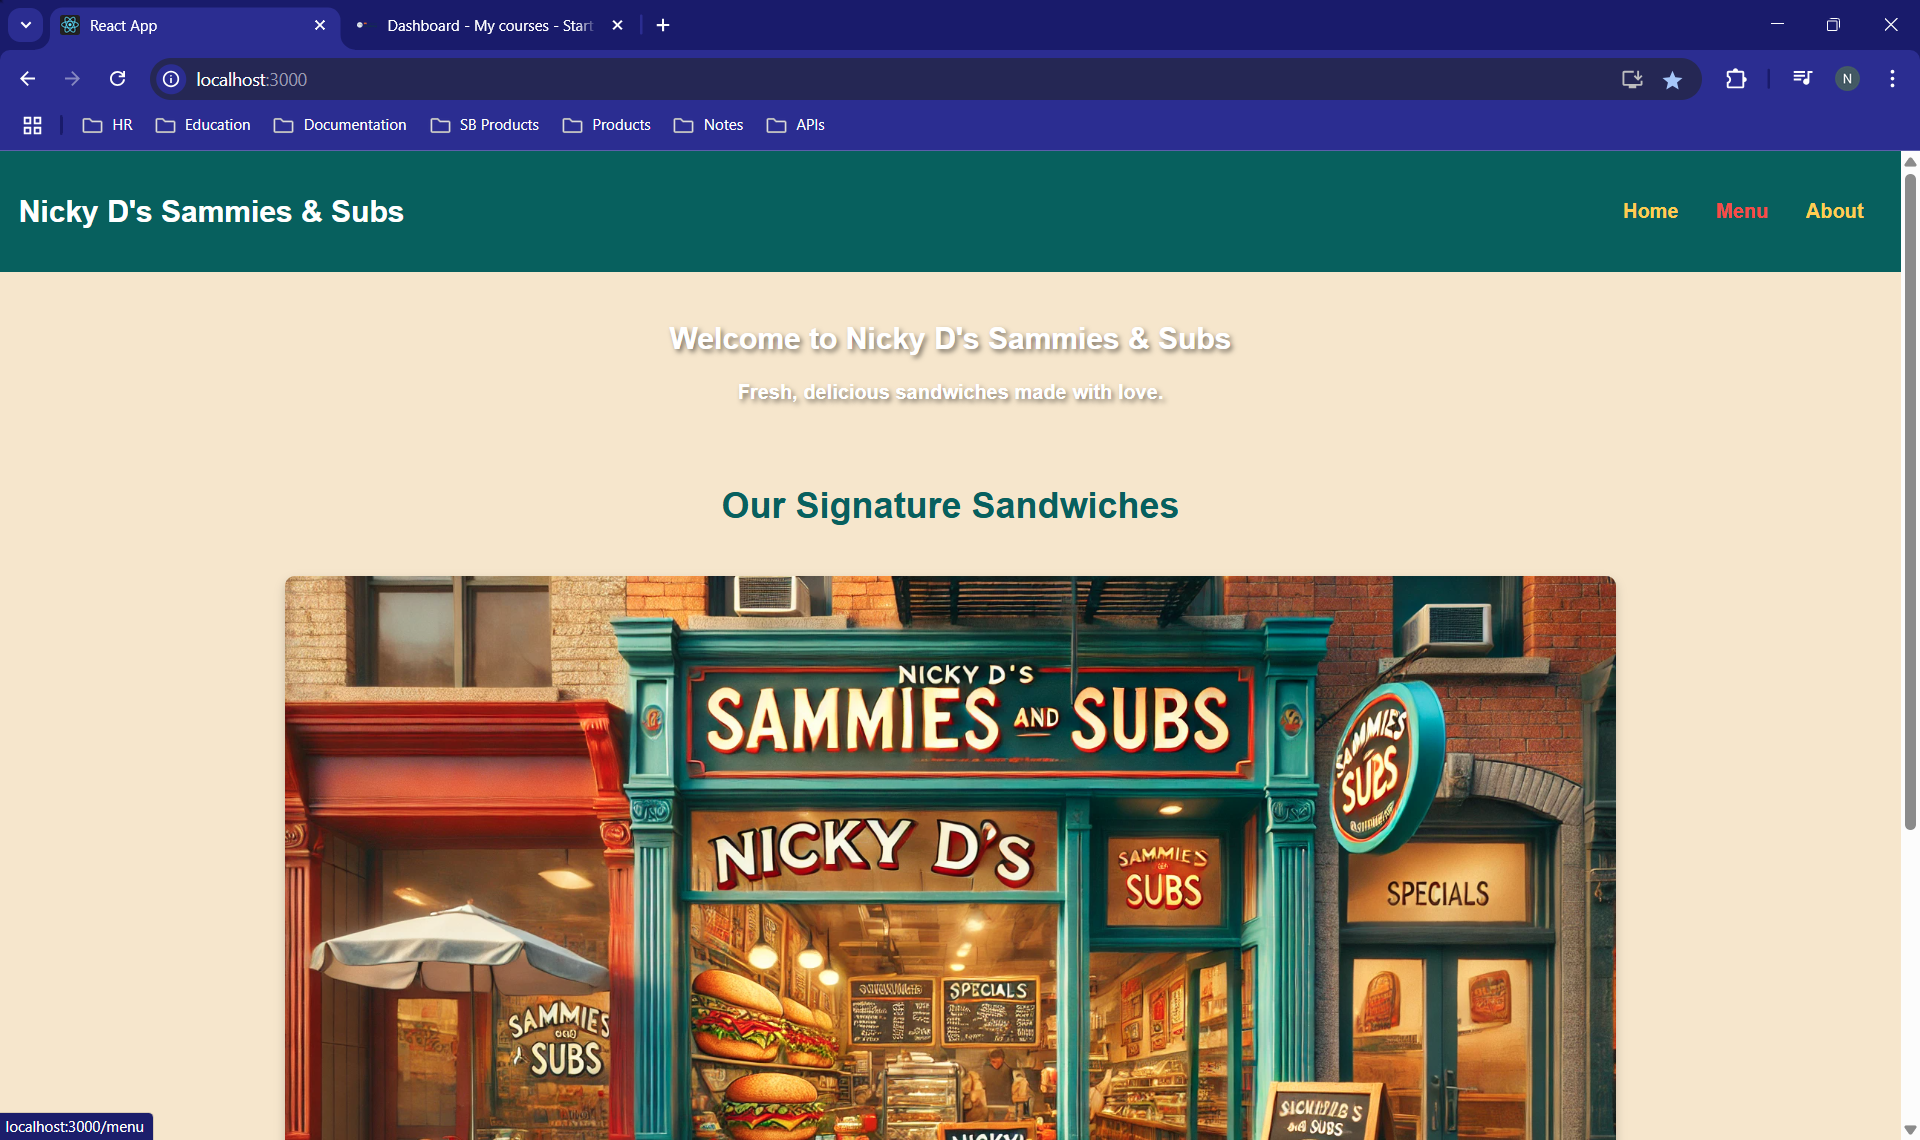 React App
Dashboard - My courses - Start
localhost:3000
HR
Education
Documentation
SB Products
Products
Notes
APIs
N
Nicky D's Sammies & Subs
Home
Menu
About
Welcome to Nicky D's Sammies & Subs
Fresh, delicious sandwiches made with love.
Our Signature Sandwiches
NICKY D'S
SAMMIES AND SUBS
SAMMIES
SUBS
NICKY D's
SAMMIES
SUBS
SPECIALS
SPECIALS
SAMMIES
AND
SUBS
SUBS
localhost:3000/menu